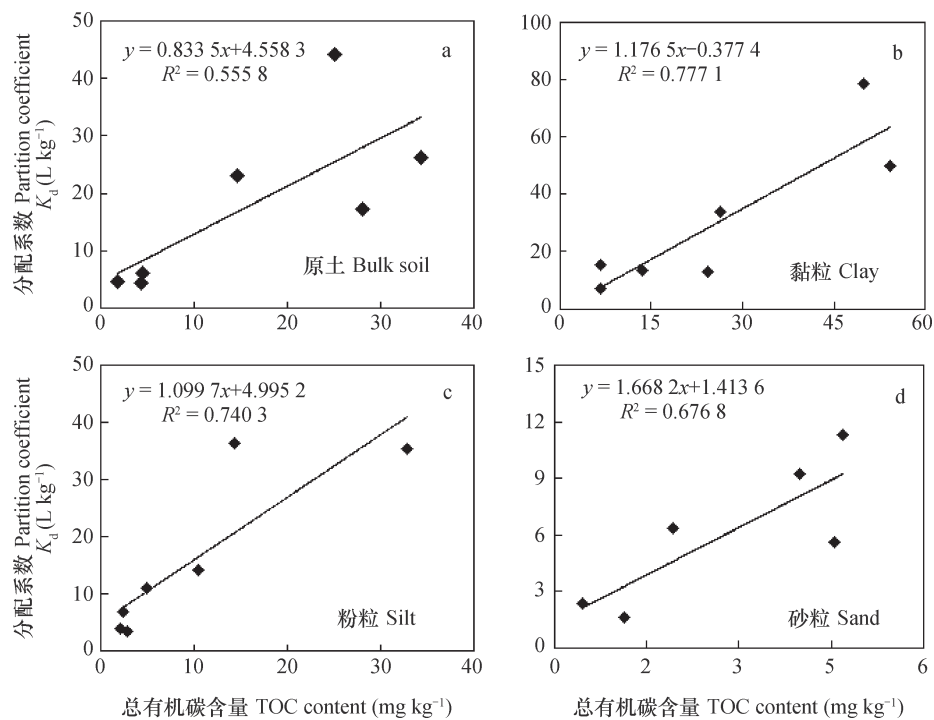 分配系数 Partition coefficient
K_d (L kg⁻¹)
50
40
30
20
10
0
y = 0.833 5x+4.558 3
R² = 0.555 8
a
原土 Bulk soil
0 10 20 30 40
100
80
60
40
20
0
y = 1.176 5x−0.377 4
R² = 0.777 1
b
黏粒 Clay
0 15 30 45 60
分配系数 Partition coefficient
K_d (L kg⁻¹)
50
40
30
20
10
0
y = 1.099 7x+4.995 2
R² = 0.740 3
c
粉粒 Silt
0 10 20 30 40
总有机碳含量 TOC content (mg kg⁻¹)
15
12
9
6
3
0
y = 1.668 2x+1.413 6
R² = 0.676 8
d
砂粒 Sand
0 2 3 5 6
总有机碳含量 TOC content (mg kg⁻¹)